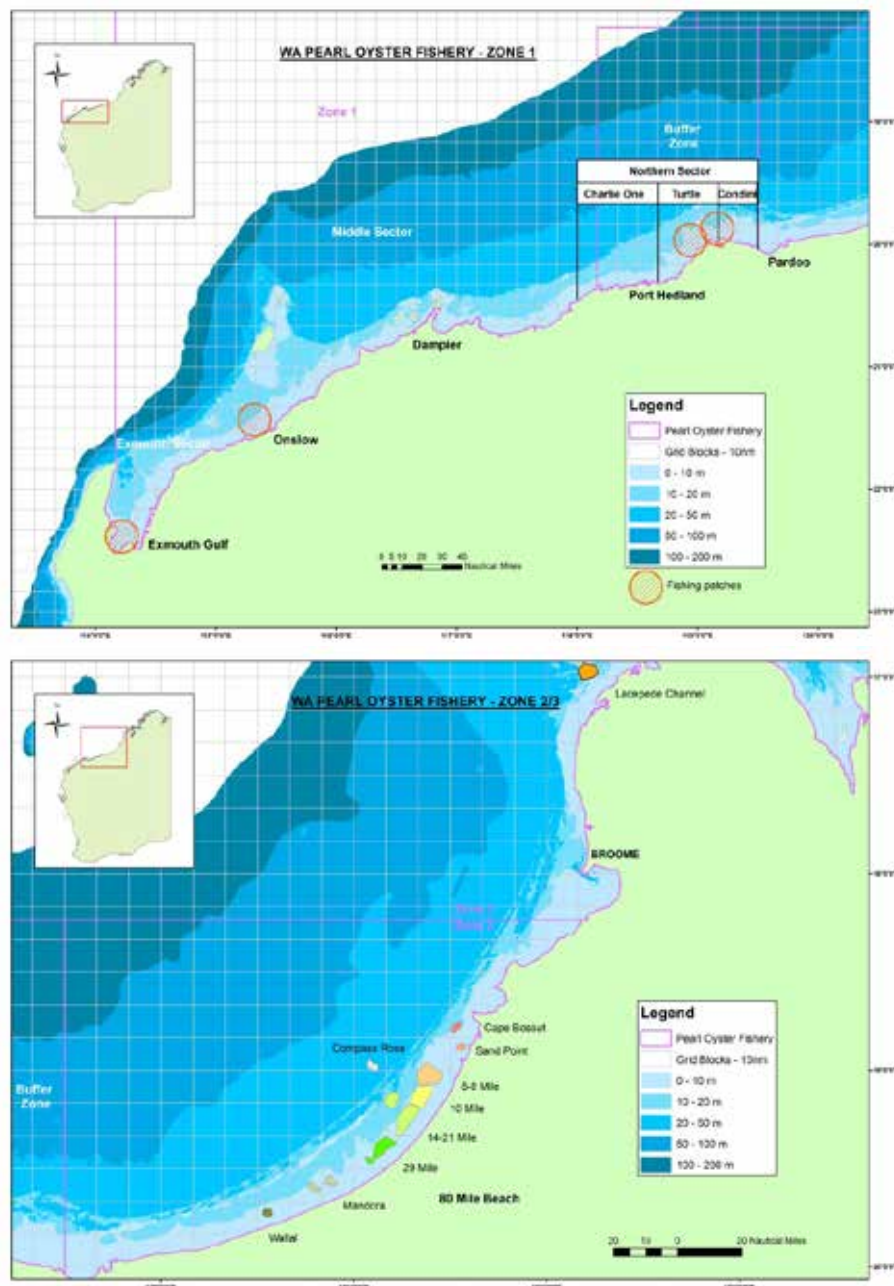 WA PEARL OYSTER FISHERY - ZONE 1
Zone 1
Buffer
Zone
Northern Sector
Charlie One
Turtle
Condini
Middle Sector
Pardoo
Port Hedland
Dampier
Onslow
Exmouth Gulf
Legend
Pearl Oyster Fishery
Grid Blocks - 10nm
0 - 10 m
10 - 20 m
20 - 50 m
50 - 100 m
100 - 200 m
Fishing patches
Nautical Miles
WA PEARL OYSTER FISHERY - ZONE 2/3
Lacepede Channel
BROOME
Cape Bossut
Sand Point
Compass Rose
Buffer
Zone
10 Mile
14-21 Mile
29 Mile
80 Mile Beach
Mandora
Wallal
Legend
Pearl Oyster Fishery
Grid Blocks - 10nm
0 - 10 m
10 - 20 m
20 - 50 m
50 - 100 m
100 - 200 m
20 10 0 20 Nautical Miles